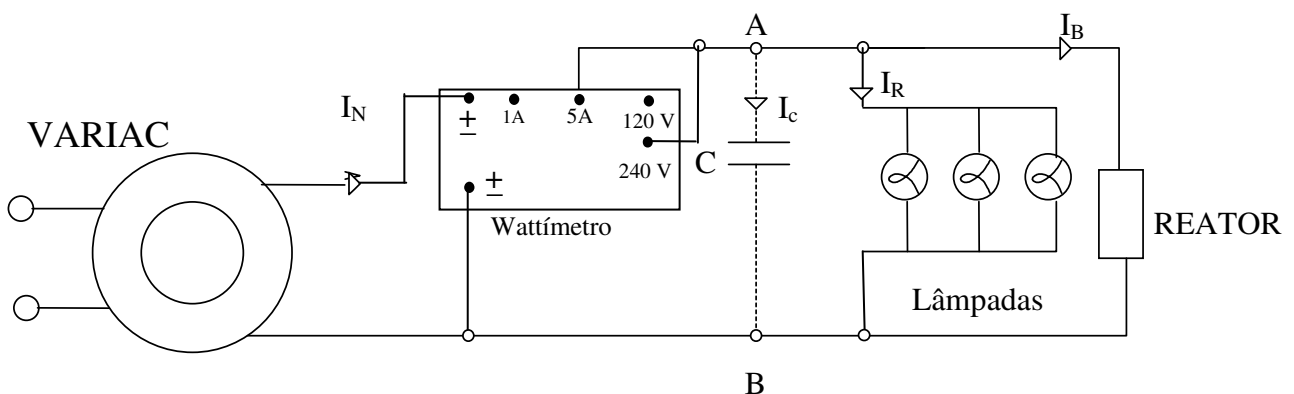 A
I_B
I_N
±
1A
5A
120 V
I_R
I_c
VARIAC
C
240 V
±
Wattímetro
REATOR
Lâmpadas
B